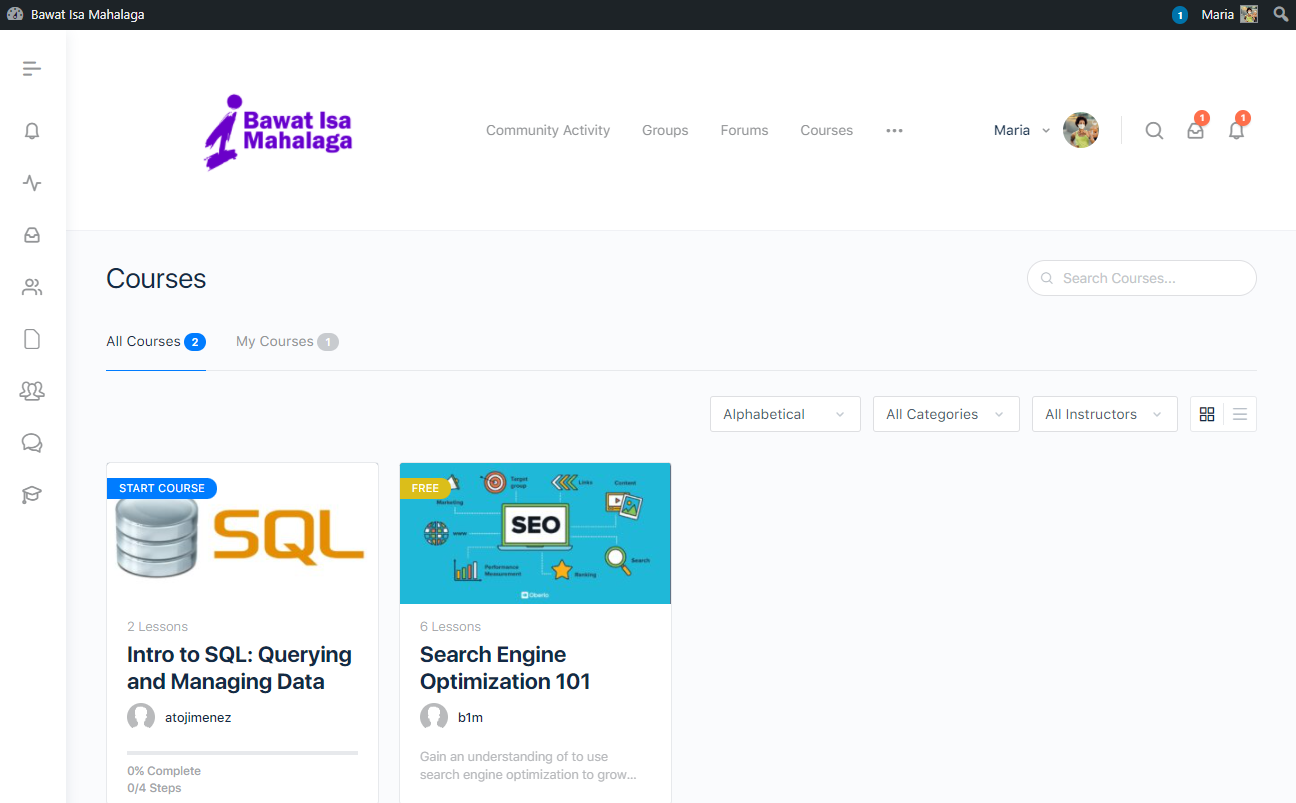 Bawat Isa Mahalaga
1
Maria
Bawat Isa
Mahalaga
Community Activity
Groups
Forums
Courses
Maria
1
1
Courses
Search Courses...
All Courses 2
My Courses 1
Alphabetical
All Categories
All Instructors
START COURSE
SQL
2 Lessons
Intro to SQL: Querying
and Managing Data
atojimenez
0% Complete
0/4 Steps
FREE
Marketing
Target
group
Links
Content
SEO
www
Search
Performance
Measurement
Ranking
Oberlo
6 Lessons
Search Engine
Optimization 101
b1m
Gain an understanding of to use
search engine optimization to grow...